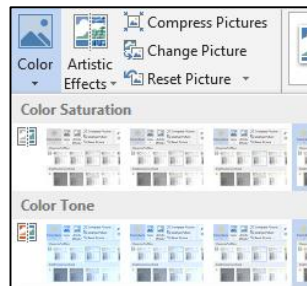 Compress Pictures
Change Picture
Color
Artistic
Effects
Reset Picture
Color Saturation
Color Tone